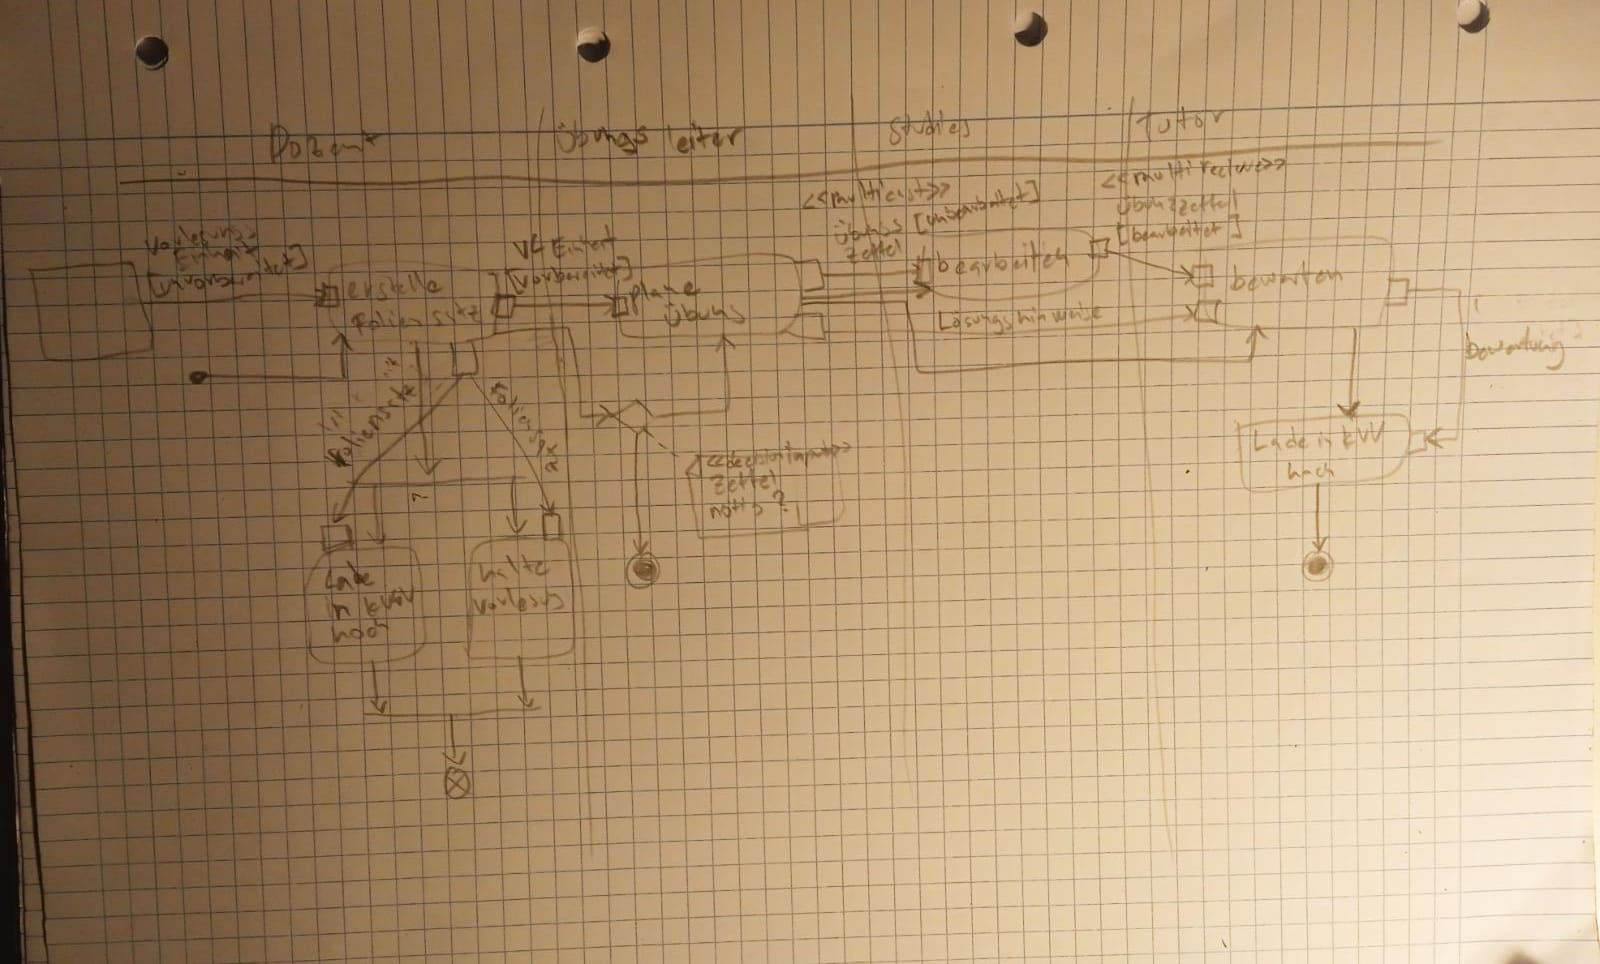 Dozent
Übungsleiter
Studies
Tutor
Vorlesungs
Einheit
[unvorbereitet]
erstelle
Foliensatz
VL Einheit
[vorbereitet]
plane
Übung
<<multicast>>
Übungs [unbearbeitet]
Zettel
bearbeiten
<<multireceive>>
Übungszettel
[bearbeitet]
bewerten
Lösungshinweise
bewertung
Foliensatz
Foliensatz
?
<<decisionInput>>
Zettel
nötig?
Lade in KVV
hoch
Lade
in KVV
hoch
halte
Vorlesung